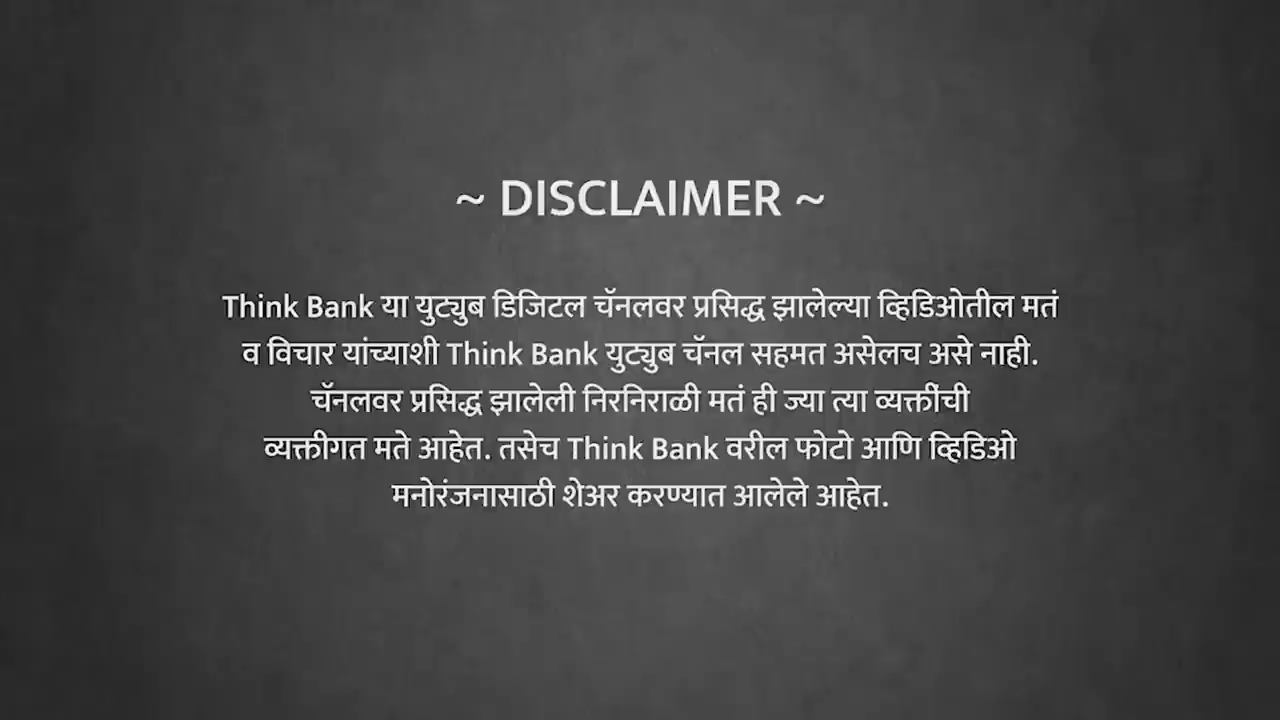 ~ DISCLAIMER ~
Think Bank या युट्युब डिजिटल चॅनलवर प्रसिद्ध झालेल्या व्हिडिओतील मतं
व विचार यांच्याशी Think Bank युट्युब चॅनल सहमत असेलच असे नाही.
चॅनलवर प्रसिद्ध झालेली निरनिराळी मतं ही ज्या त्या व्यक्तींची
व्यक्तीगत मते आहेत. तसेच Think Bank वरील फोटो आणि व्हिडिओ
मनोरंजनासाठी शेअर करण्यात आलेले आहेत.